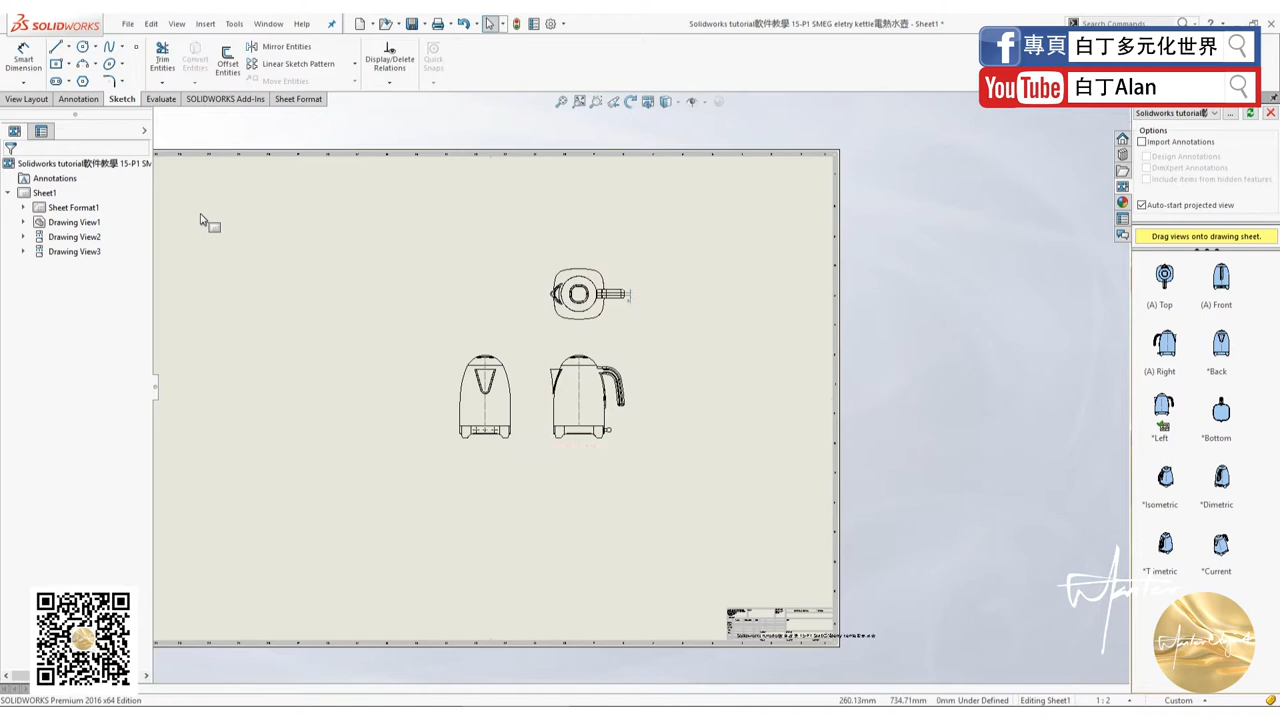 SOLIDWORKS
File Edit View Insert Tools Window Help
Solidworks tutorial軟件教學 15-P1 SMEG eletry kettle電熱水壺 - Sheet1 *
Search Commands
Smart Dimension
Trim Entities
Convert Entities
Offset Entities
Mirror Entities
Linear Sketch Pattern
Move Entities
Display/Delete Relations
Quick Snaps
專頁 白丁多元化世界
YouTube 白丁Alan
View Layout Annotation Sketch Evaluate SOLIDWORKS Add-Ins Sheet Format
Solidworks tutorial軟件教學 15-P1 SM
Annotations
Sheet1
Sheet Format1
Drawing View1
Drawing View2
Drawing View3
Solidworks tutorial
Options
Import Annotations
Design Annotations
DimXpert Annotations
Include items from hidden features
Auto-start projected view
Drag views onto drawing sheet.
(A) Top (A) Front
(A) Right *Back
*Left *Bottom
*Isometric *Dimetric
*T imetric *Current
SOLIDWORKS Premium 2016 x64 Edition
260.13mm 734.71mm 0mm Under Defined Editing Sheet1 1 : 2 Custom